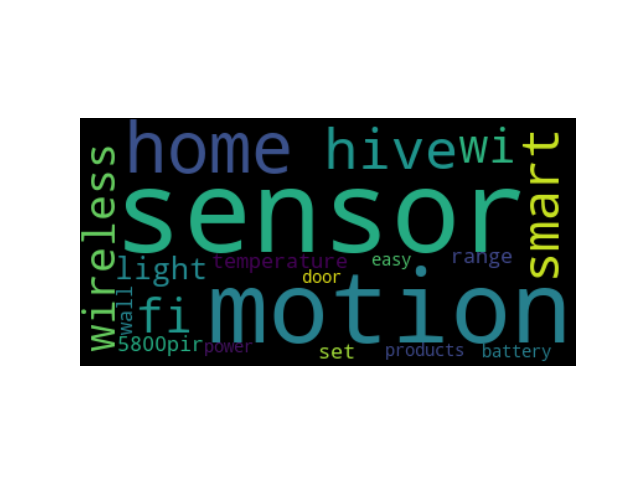 home
hive
wi
smart
wireless
sensor
light
temperature
easy
range
door
wall
fi
motion
5800pir
power
set
products
battery